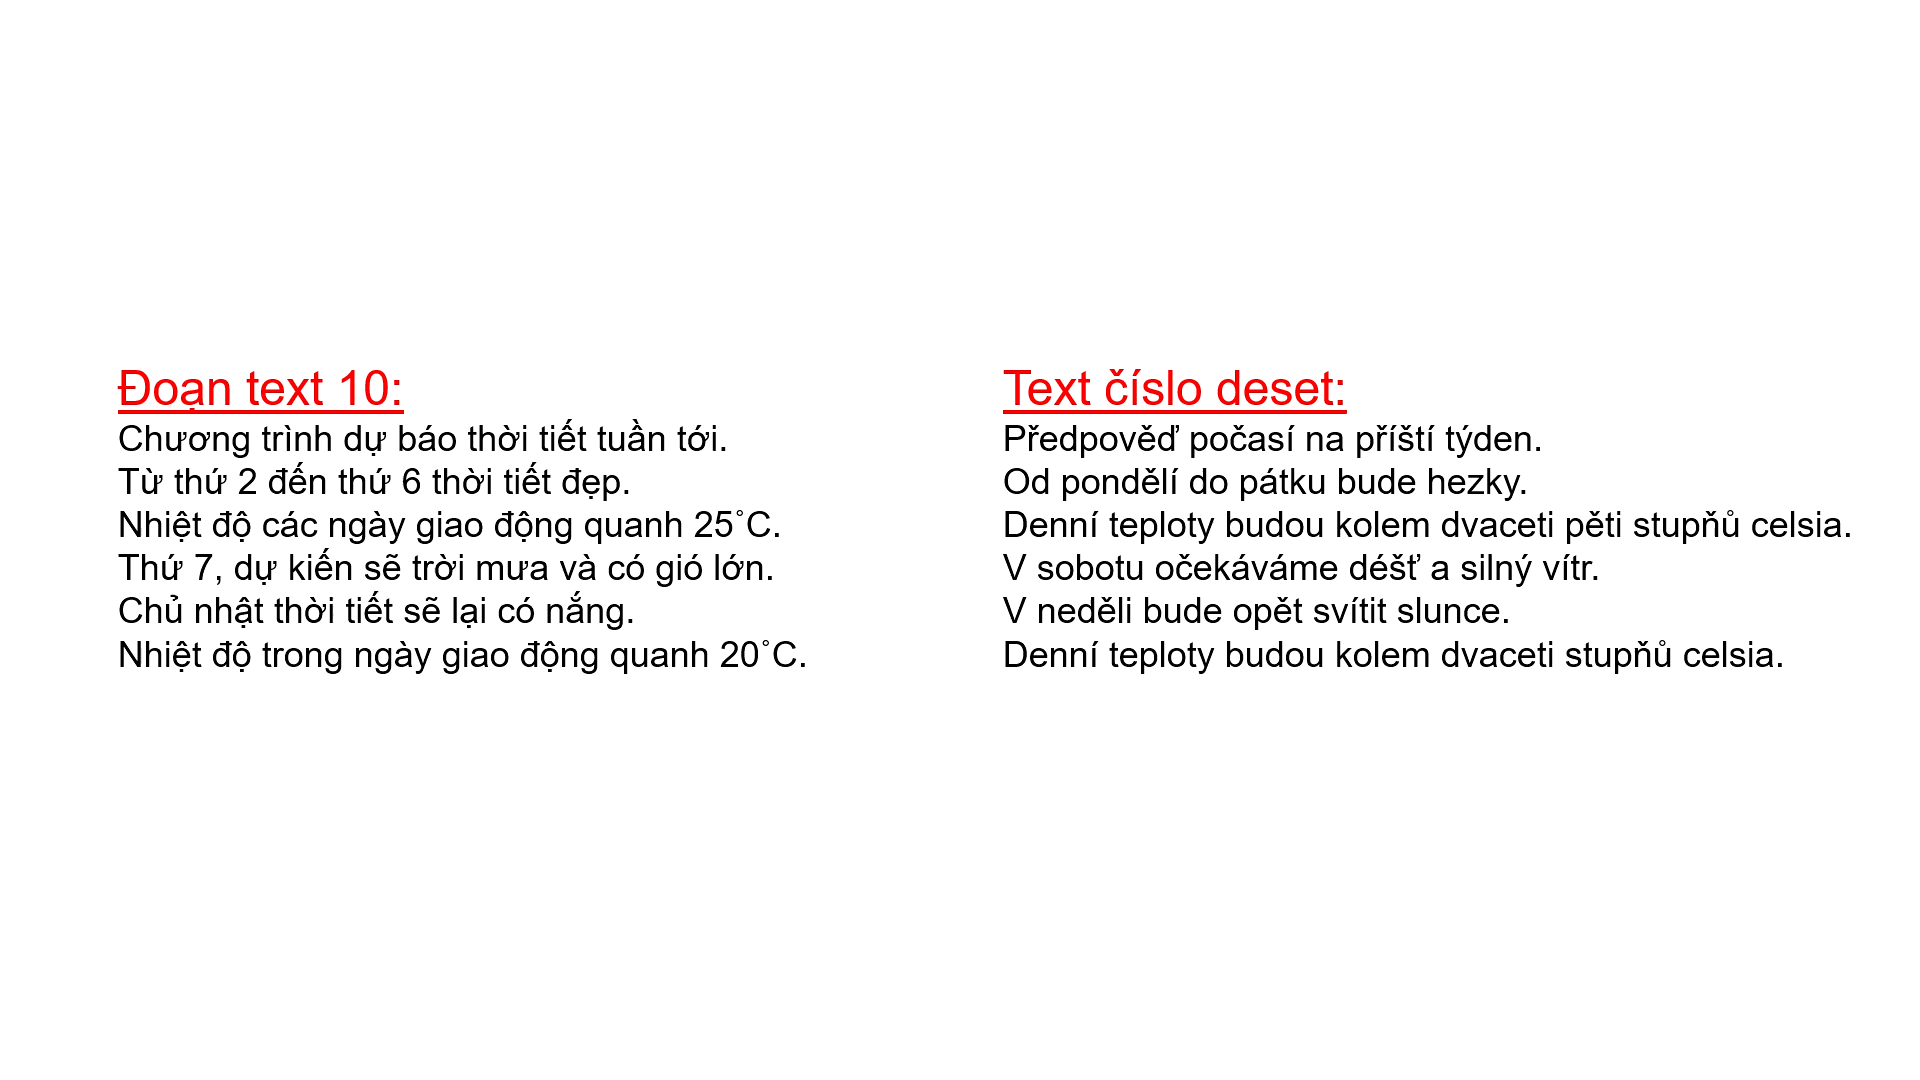 Đoạn text 10:
Chương trình dự báo thời tiết tuần tới.
Từ thứ 2 đến thứ 6 thời tiết đẹp.
Nhiệt độ các ngày giao động quanh 25˚C.
Thứ 7, dự kiến sẽ trời mưa và có gió lớn.
Chủ nhật thời tiết sẽ lại có nắng.
Nhiệt độ trong ngày giao động quanh 20˚C.
Text číslo deset:
Předpověď počasí na příští týden.
Od pondělí do pátku bude hezky.
Denní teploty budou kolem dvaceti pěti stupňů celsia.
V sobotu očekáváme déšť a silný vítr.
V neděli bude opět svítit slunce.
Denní teploty budou kolem dvaceti stupňů celsia.